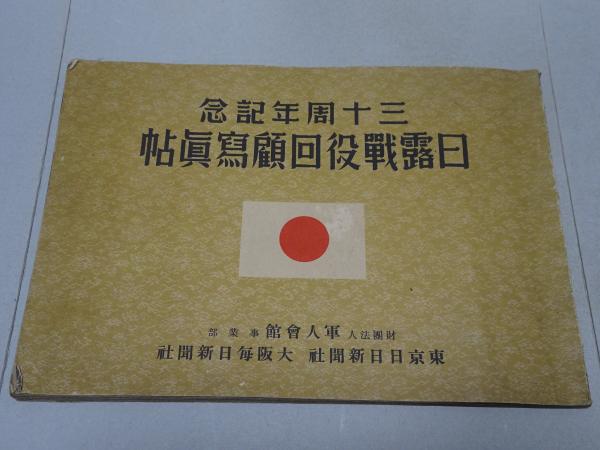 三十周年記念
日露戰役回顧寫眞帖
財團法人 軍人會館 事業部
東京日日新聞社 大阪每日新聞社